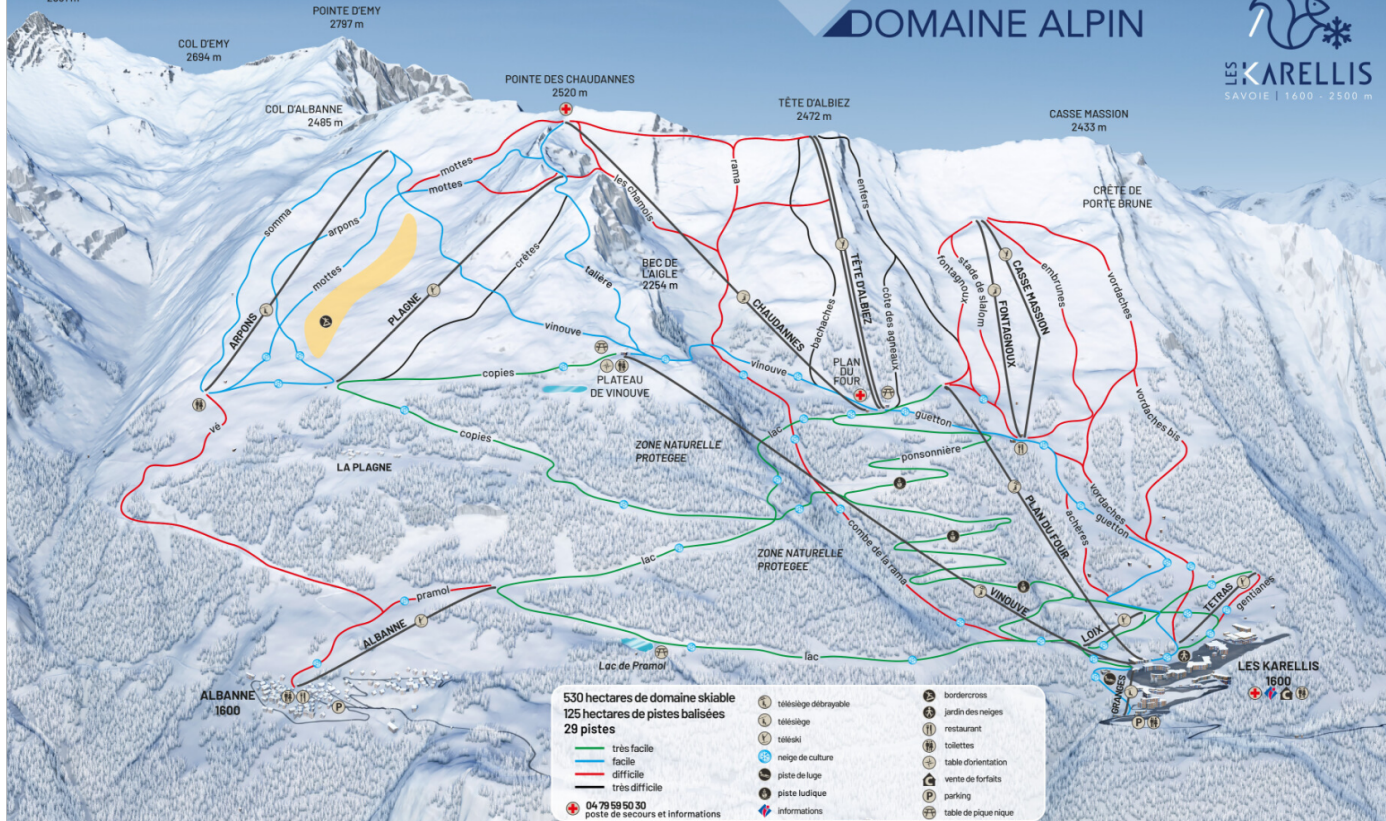 POINTE D'EMY
2797 m
COL D'EMY
2694 m
DOMAINE ALPIN
LES KARELLIS
SAVOIE | 1600 - 2500 m
POINTE DES CHAUDANNES
2520 m
COL D'ALBANNE
2485 m
TÊTE D'ALBIEZ
2472 m
CASSE MASSION
2433 m
CRÊTE DE
PORTE BRUNE
mottes
mottes
somma
arpons
mottes
ARPONS
PLAGNE
crêtes
talière
BEC DE
L'AIGLE
2254 m
les chamois
rama
enfers
CHAUDANNES
TÊTE D'ALBIEZ
bachaches
côte des agneaux
fontagnoux
stade de slalom
FONTAGNOUX
CASSE MASSION
embrunes
vordaches
vinouve
vinouve
PLAN
DU
FOUR
copies
PLATEAU
DE VINOUVE
guetton
vordaches bis
vé
copies
lac
ponsonnière
ZONE NATURELLE
PROTEGEE
LA PLAGNE
PLAN DU FOUR
achères
vordaches
guetton
combe de la rama
ZONE NATURELLE
PROTEGEE
lac
pramol
ALBANNE
VINOUVE
LOIX
TETRAS
gentianes
Lac de Pramol
lac
ALBANNE
1600
P
GRANGES
LES KARELLIS
1600
P
530 hectares de domaine skiable
125 hectares de pistes balisées
29 pistes
très facile
facile
difficile
très difficile
04 79 59 50 30
poste de secours et informations
télésiège débrayable
télésiège
téléski
neige de culture
piste de luge
piste ludique
informations
bordercross
jardin des neiges
restaurant
toilettes
table d'orientation
vente de forfaits
P
parking
table de pique nique